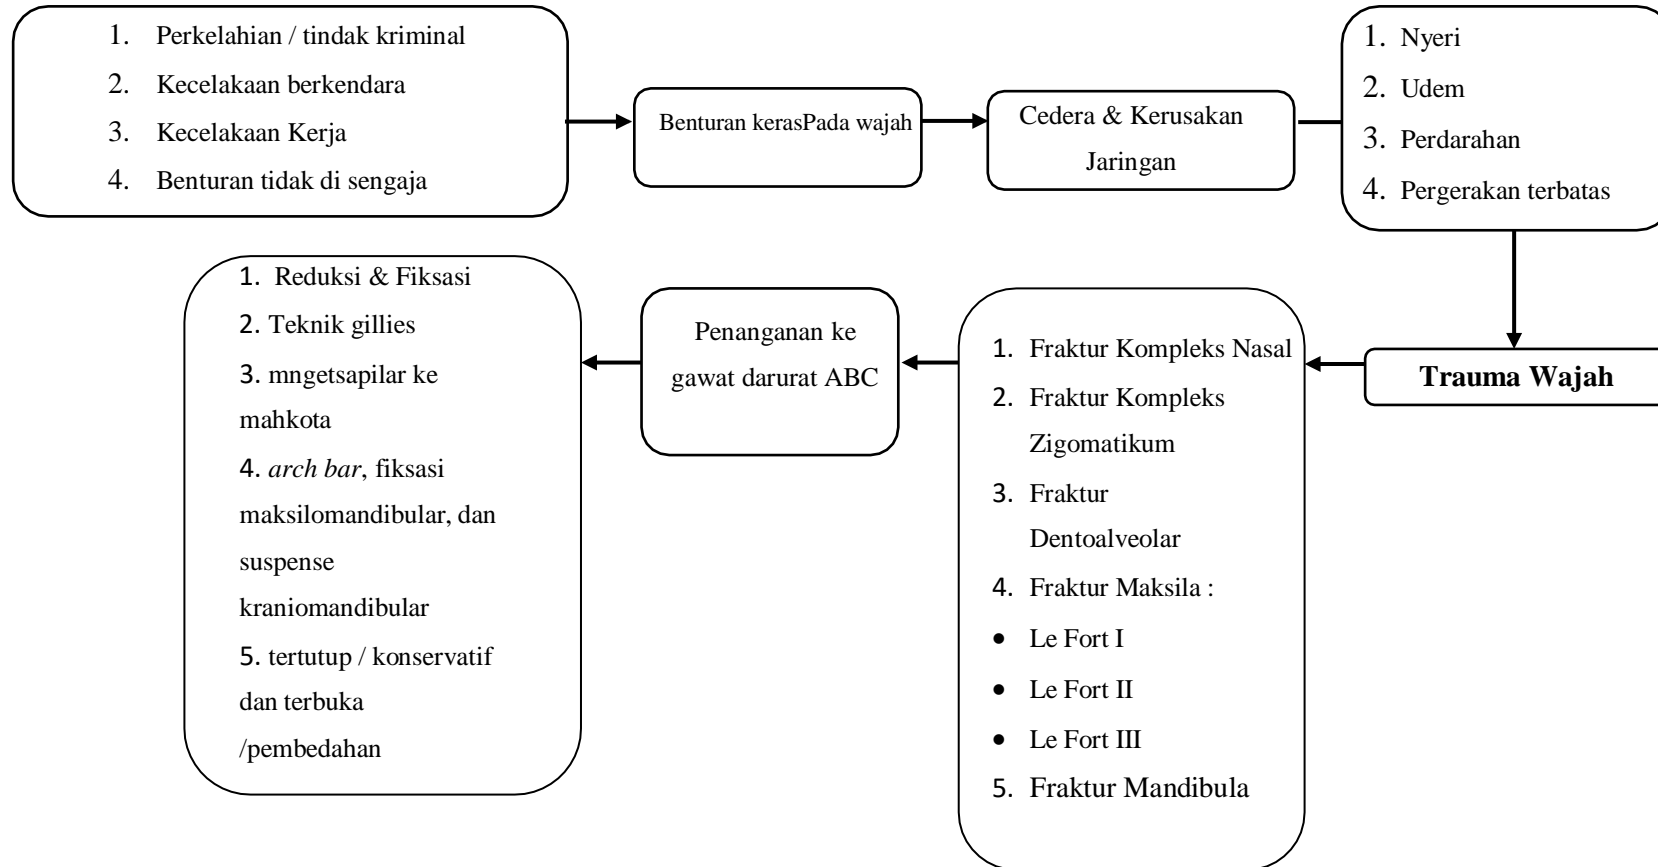 1. Perkelahian / tindak kriminal
2. Kecelakaan berkendara
3. Kecelakaan Kerja
4. Benturan tidak di sengaja
Benturan kerasPada wajah
Cedera & Kerusakan
Jaringan
1. Nyeri
2. Udem
3. Perdarahan
4. Pergerakan terbatas
Trauma Wajah
1. Fraktur Kompleks Nasal
2. Fraktur Kompleks
Zigomatikum
3. Fraktur
Dentoalveolar
4. Fraktur Maksila :
• Le Fort I
• Le Fort II
• Le Fort III
5. Fraktur Mandibula
Penanganan ke
gawat darurat ABC
1. Reduksi & Fiksasi
2. Teknik gillies
3. mngetsapilar ke
mahkota
4. arch bar, fiksasi
maksilomandibular, dan
suspense
kraniomandibular
5. tertutup / konservatif
dan terbuka
/pembedahan